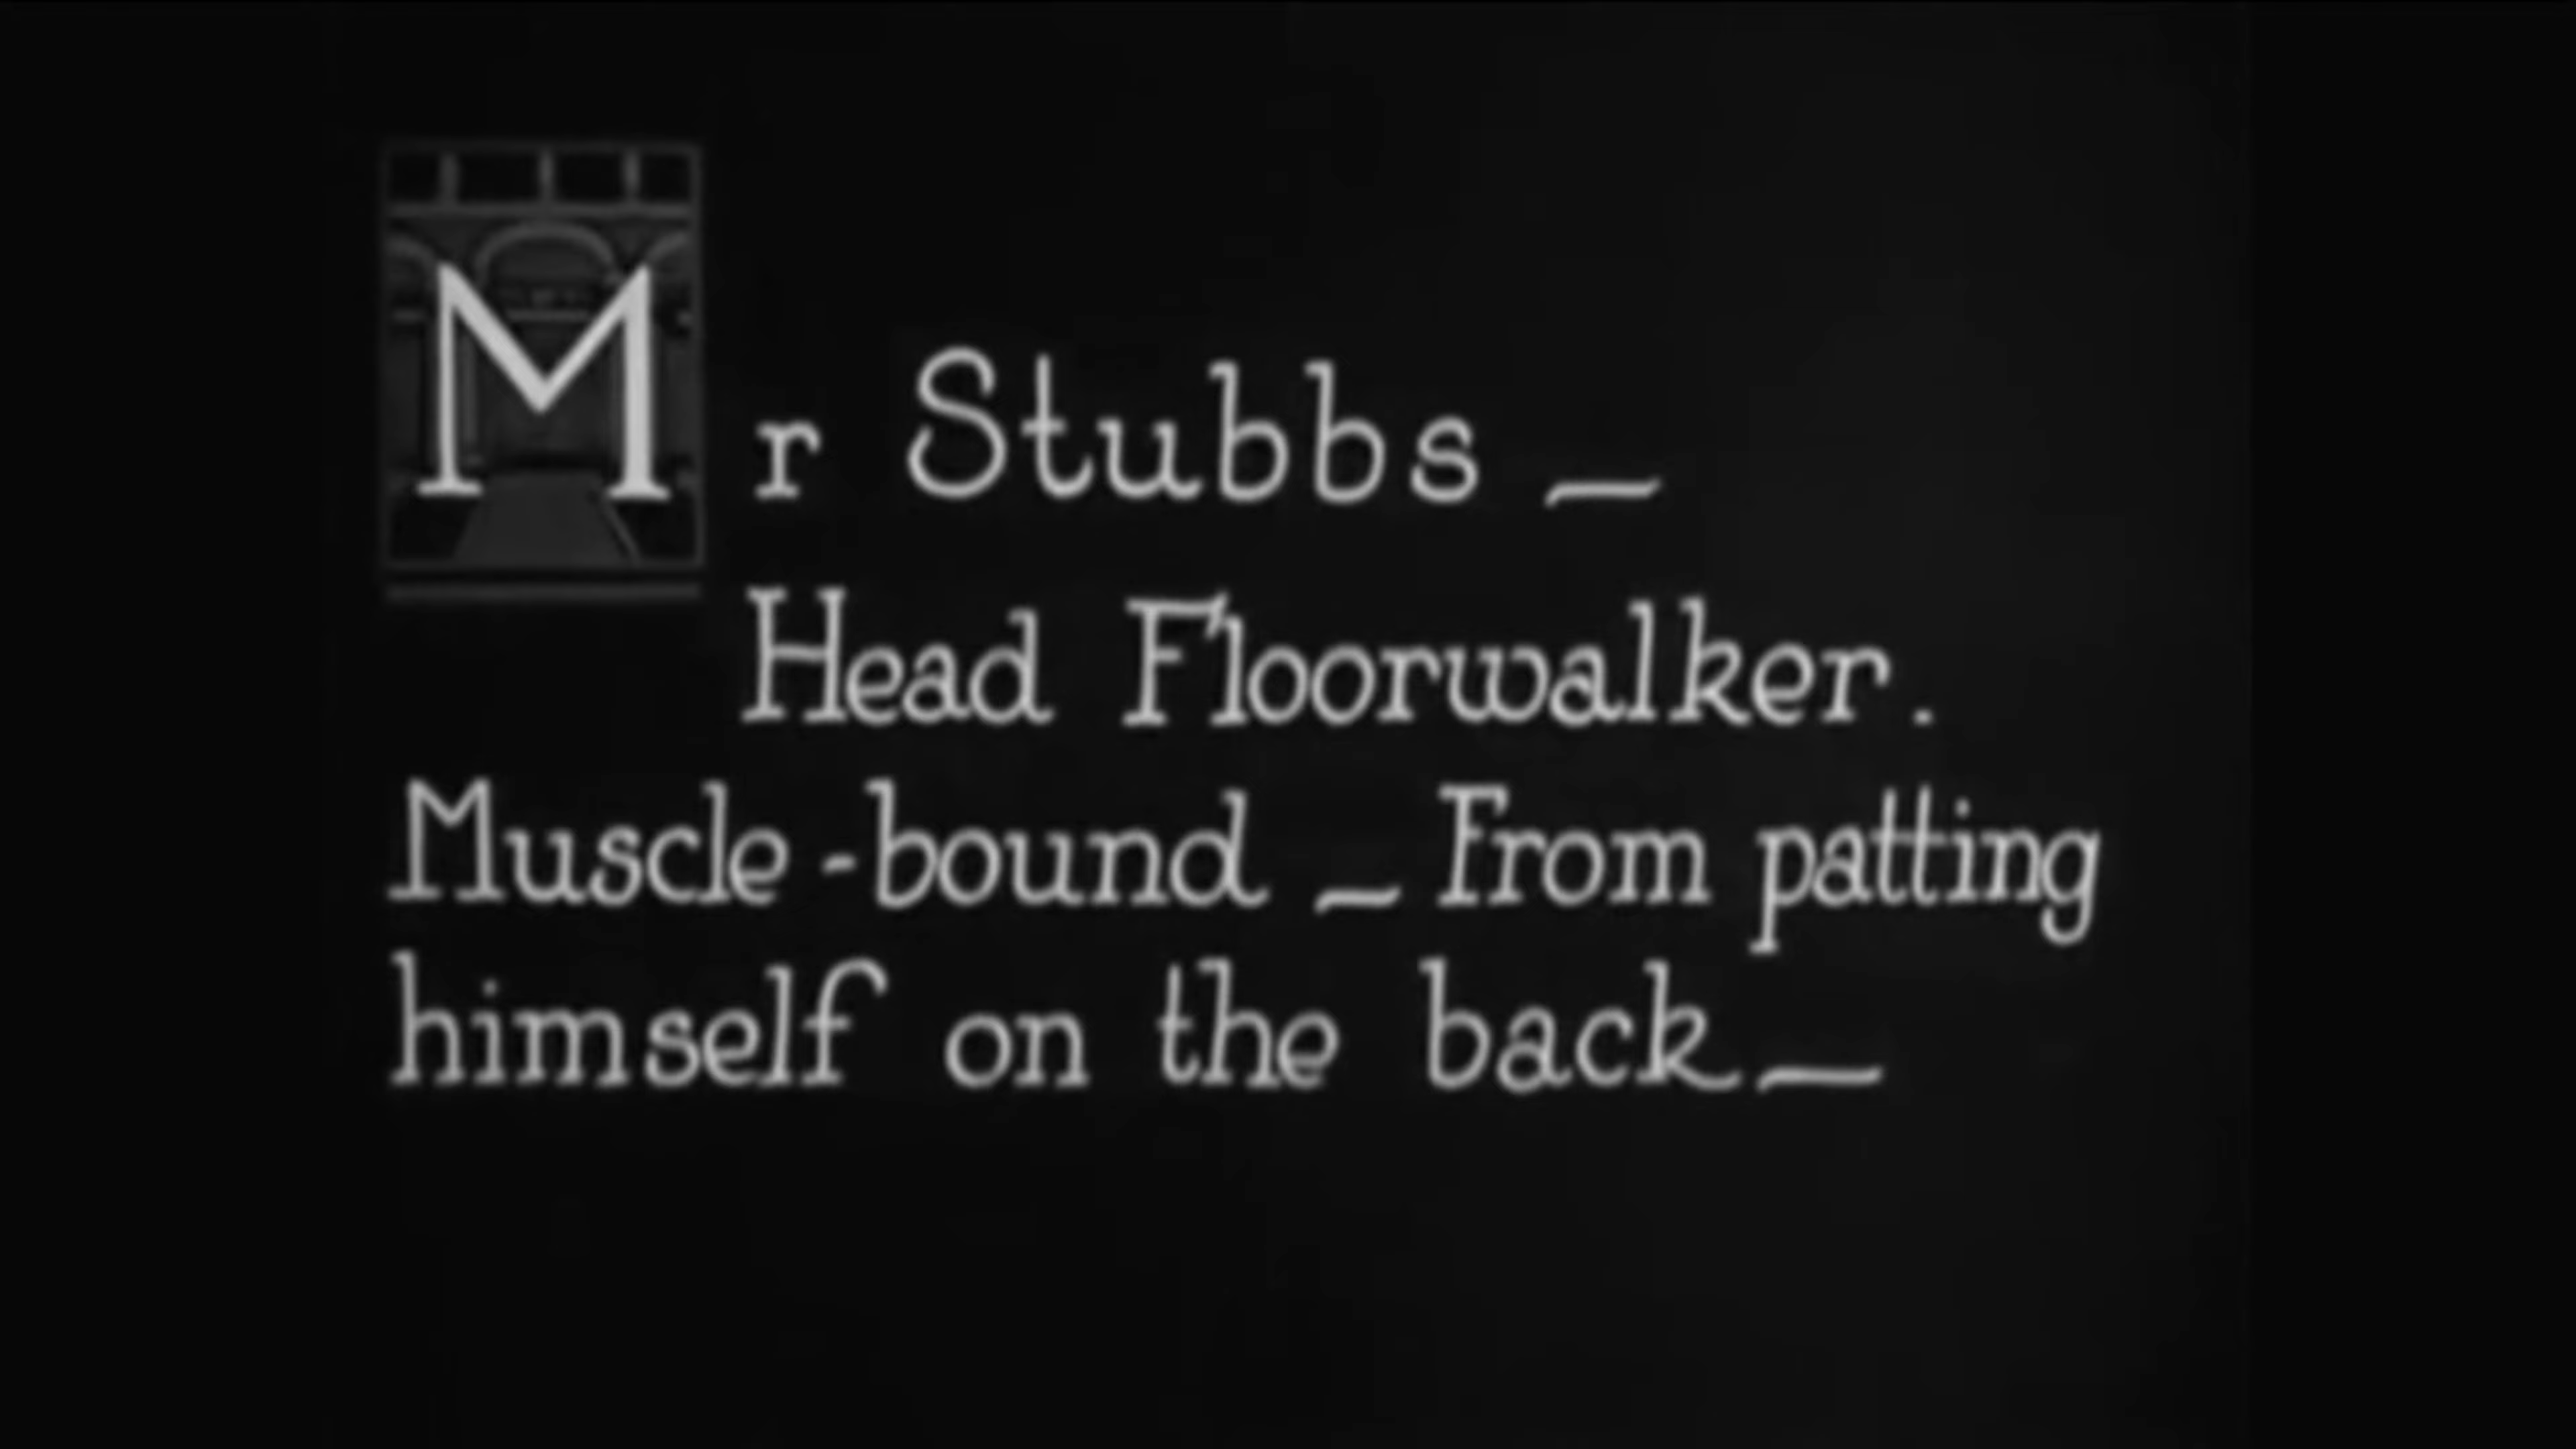 Mr Stubbs —
Head Floorwalker.
Muscle-bound — From patting
himself on the back —